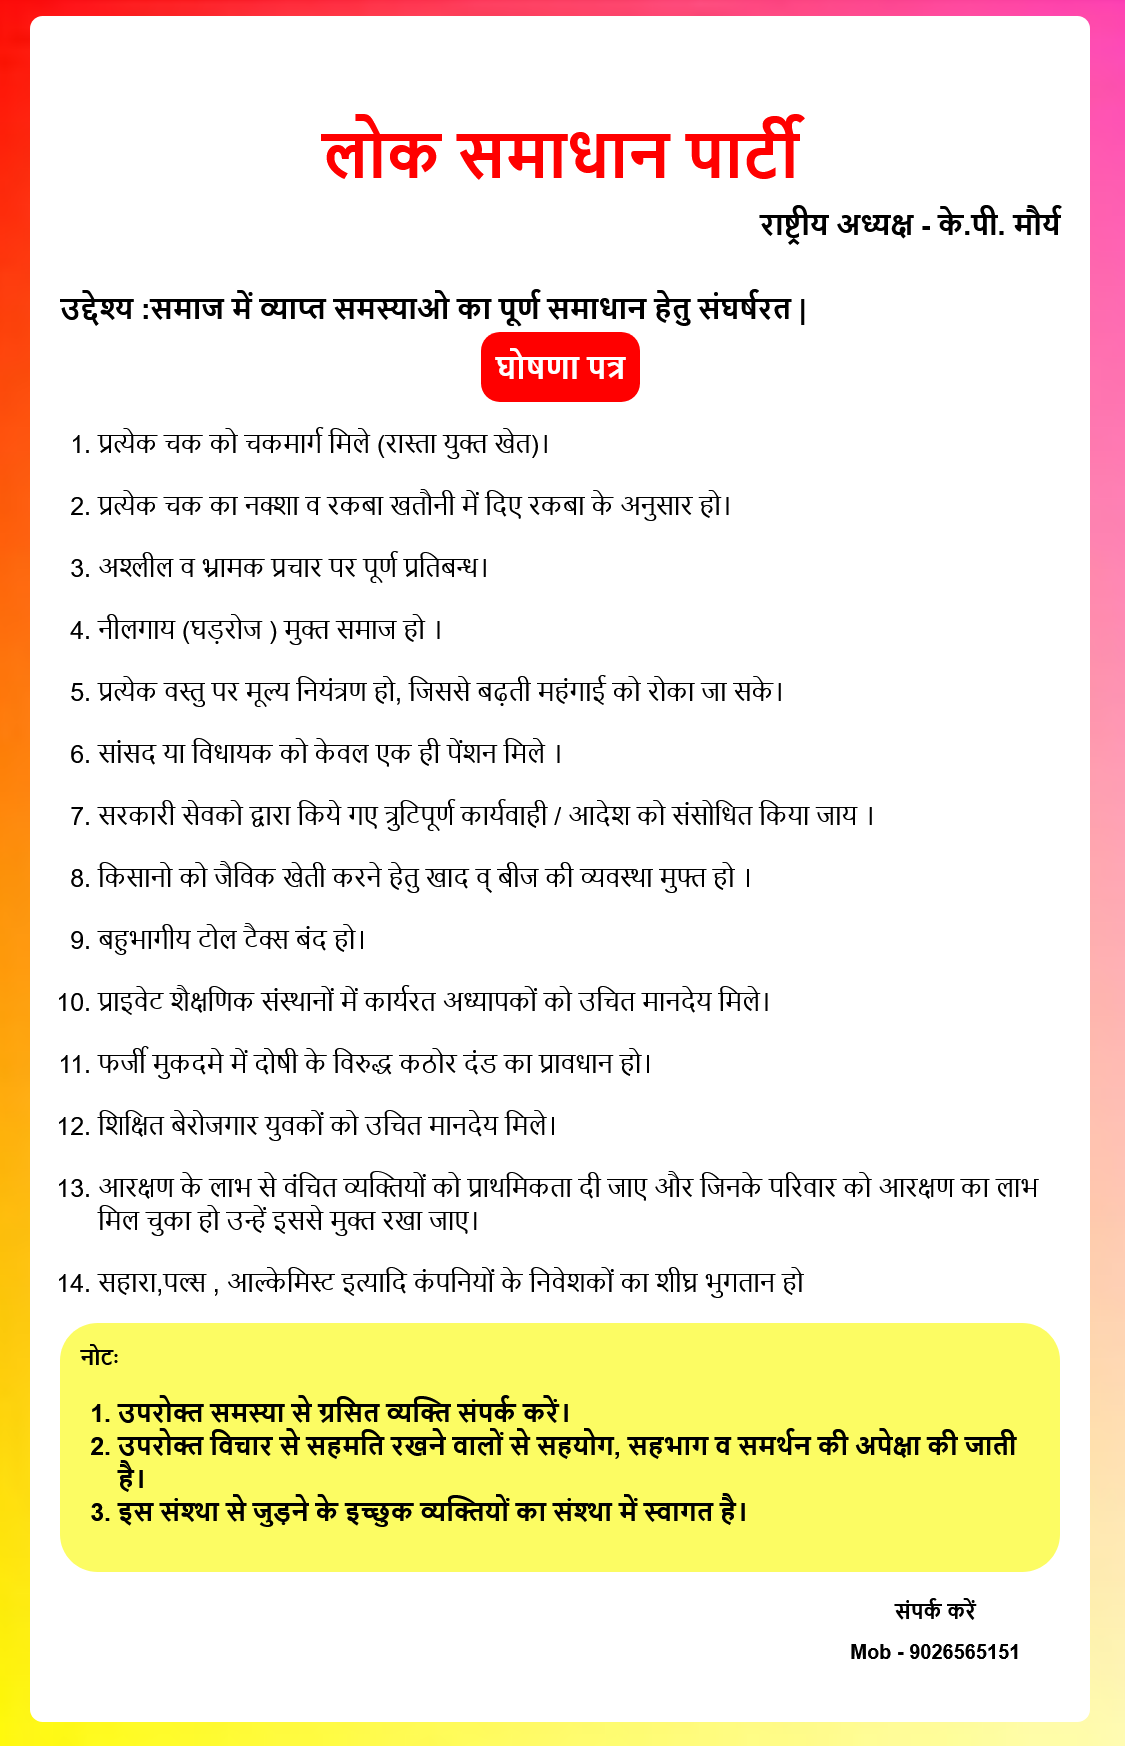 लोक समाधान पार्टी
राष्ट्रीय अध्यक्ष - के.पी. मौर्य
उद्देश्य :समाज में व्याप्त समस्याओ का पूर्ण समाधान हेतु संघर्षरत |
घोषणा पत्र
1. प्रत्येक चक को चकमार्ग मिले (रास्ता युक्त खेत)।
2. प्रत्येक चक का नक्शा व रकबा खतौनी में दिए रकबा के अनुसार हो।
3. अश्लील व भ्रामक प्रचार पर पूर्ण प्रतिबन्ध।
4. नीलगाय (घड़रोज ) मुक्त समाज हो ।
5. प्रत्येक वस्तु पर मूल्य नियंत्रण हो, जिससे बढ़ती महंगाई को रोका जा सके।
6. सांसद या विधायक को केवल एक ही पेंशन मिले ।
7. सरकारी सेवको द्वारा किये गए त्रुटिपूर्ण कार्यवाही / आदेश को संसोधित किया जाय ।
8. किसानो को जैविक खेती करने हेतु खाद व् बीज की व्यवस्था मुफ्त हो ।
9. बहुभागीय टोल टैक्स बंद हो।
10. प्राइवेट शैक्षणिक संस्थानों में कार्यरत अध्यापकों को उचित मानदेय मिले।
11. फर्जी मुकदमे में दोषी के विरुद्ध कठोर दंड का प्रावधान हो।
12. शिक्षित बेरोजगार युवकों को उचित मानदेय मिले।
13. आरक्षण के लाभ से वंचित व्यक्तियों को प्राथमिकता दी जाए और जिनके परिवार को आरक्षण का लाभ
मिल चुका हो उन्हें इससे मुक्त रखा जाए।
14. सहारा,पल्स , आल्केमिस्ट इत्यादि कंपनियों के निवेशकों का शीघ्र भुगतान हो
नोटः
1. उपरोक्त समस्या से ग्रसित व्यक्ति संपर्क करें।
2. उपरोक्त विचार से सहमति रखने वालों से सहयोग, सहभाग व समर्थन की अपेक्षा की जाती
है।
3. इस संश्था से जुड़ने के इच्छुक व्यक्तियों का संश्था में स्वागत है।
संपर्क करें
Mob - 9026565151